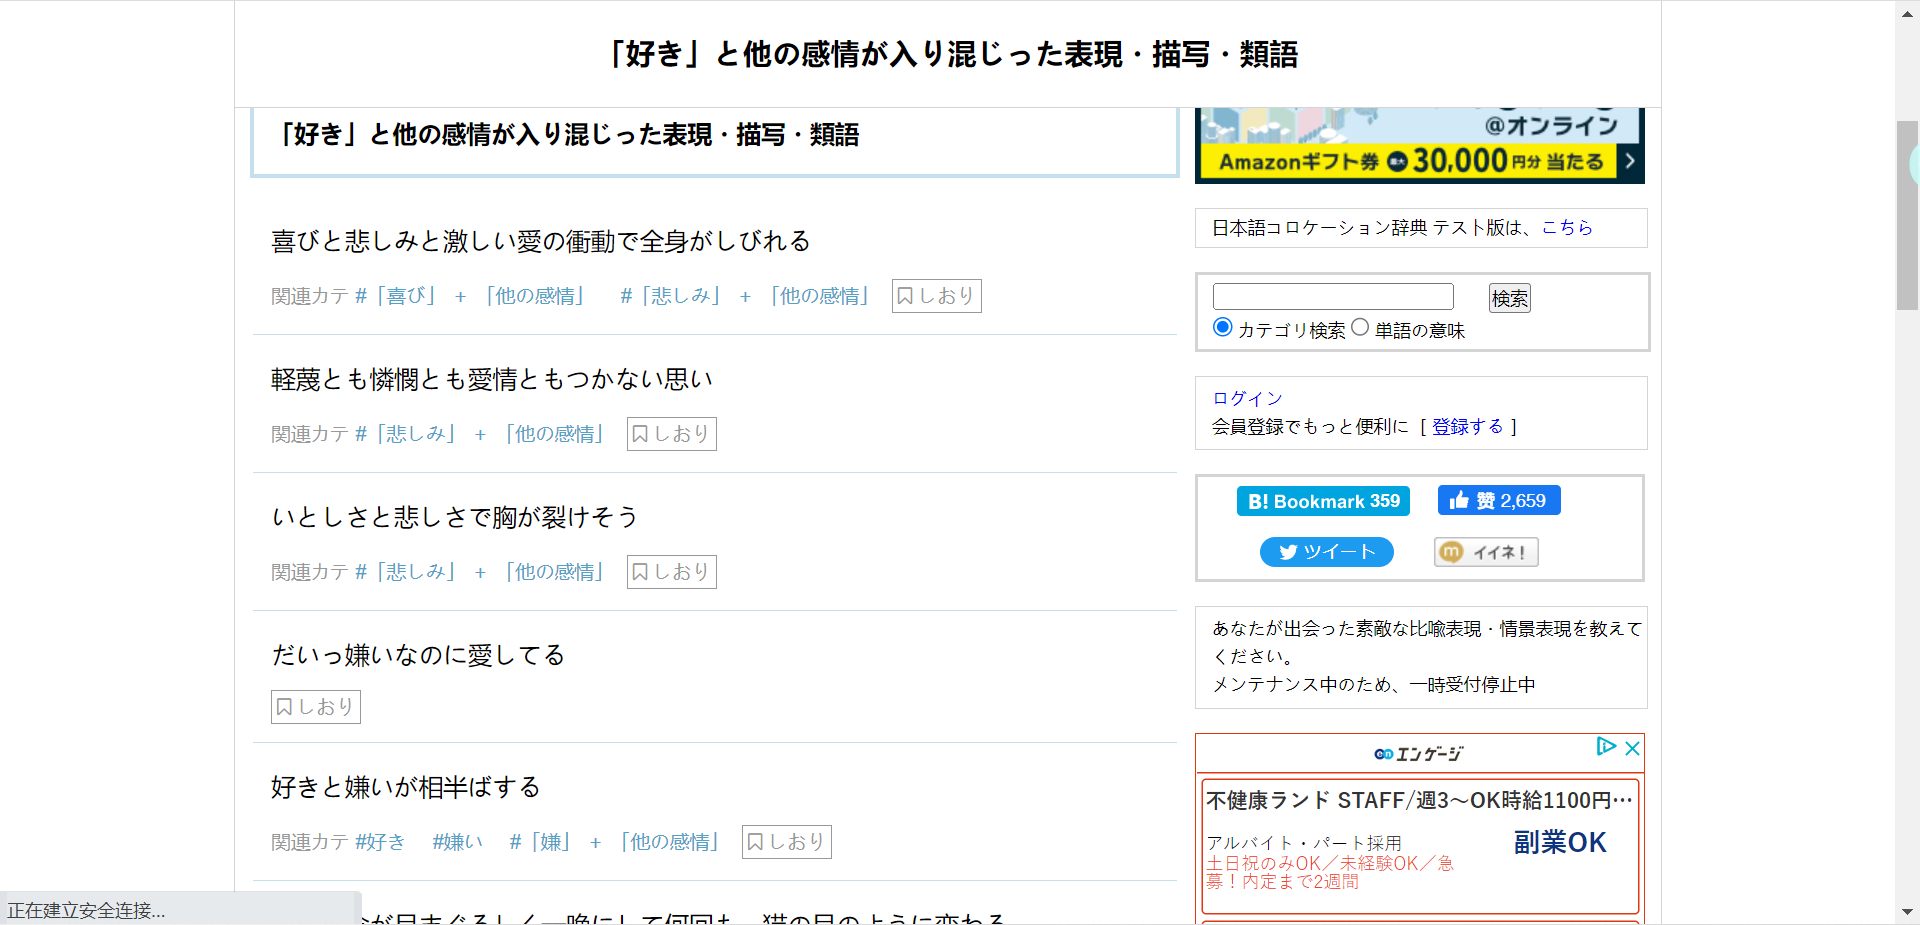 「好き」と他の感情が入り混じった表現・描写・類語
「好き」と他の感情が入り混じった表現・描写・類語
喜びと悲しみと激しい愛の衝動で全身がしびれる
関連カテ #「喜び」 + 「他の感情」 #「悲しみ」 + 「他の感情」 しおり
軽蔑とも憐憫とも愛情ともつかない思い
関連カテ #「悲しみ」 + 「他の感情」 しおり
いとしさと悲しさで胸が裂けそう
関連カテ #「悲しみ」 + 「他の感情」 しおり
だいっ嫌いなのに愛してる
しおり
好きと嫌いが相半ばする
関連カテ #好き #嫌い #「嫌」 + 「他の感情」 しおり
が目まぐるしく一喚にして何回も、猫の目のように変わる
正在建立安全连接...
@オンライン
Amazonギフト券 最大 30,000円分 当たる
日本語コロケーション辞典 テスト版は、こちら
検索
カテゴリ検索 単語の意味
ログイン
会員登録でもっと便利に [ 登録する ]
B! Bookmark 359 赞 2,659
ツイート m イイネ!
あなたが出会った素敵な比喩表現・情景表現を教えて
ください。
メンテナンス中のため、一時受付停止中
en エンゲージ
不健康ランド STAFF/週3～OK時給1100円…
アルバイト・パート採用
土日祝のみOK／未経験OK／急
募！内定まで2週間
副業OK